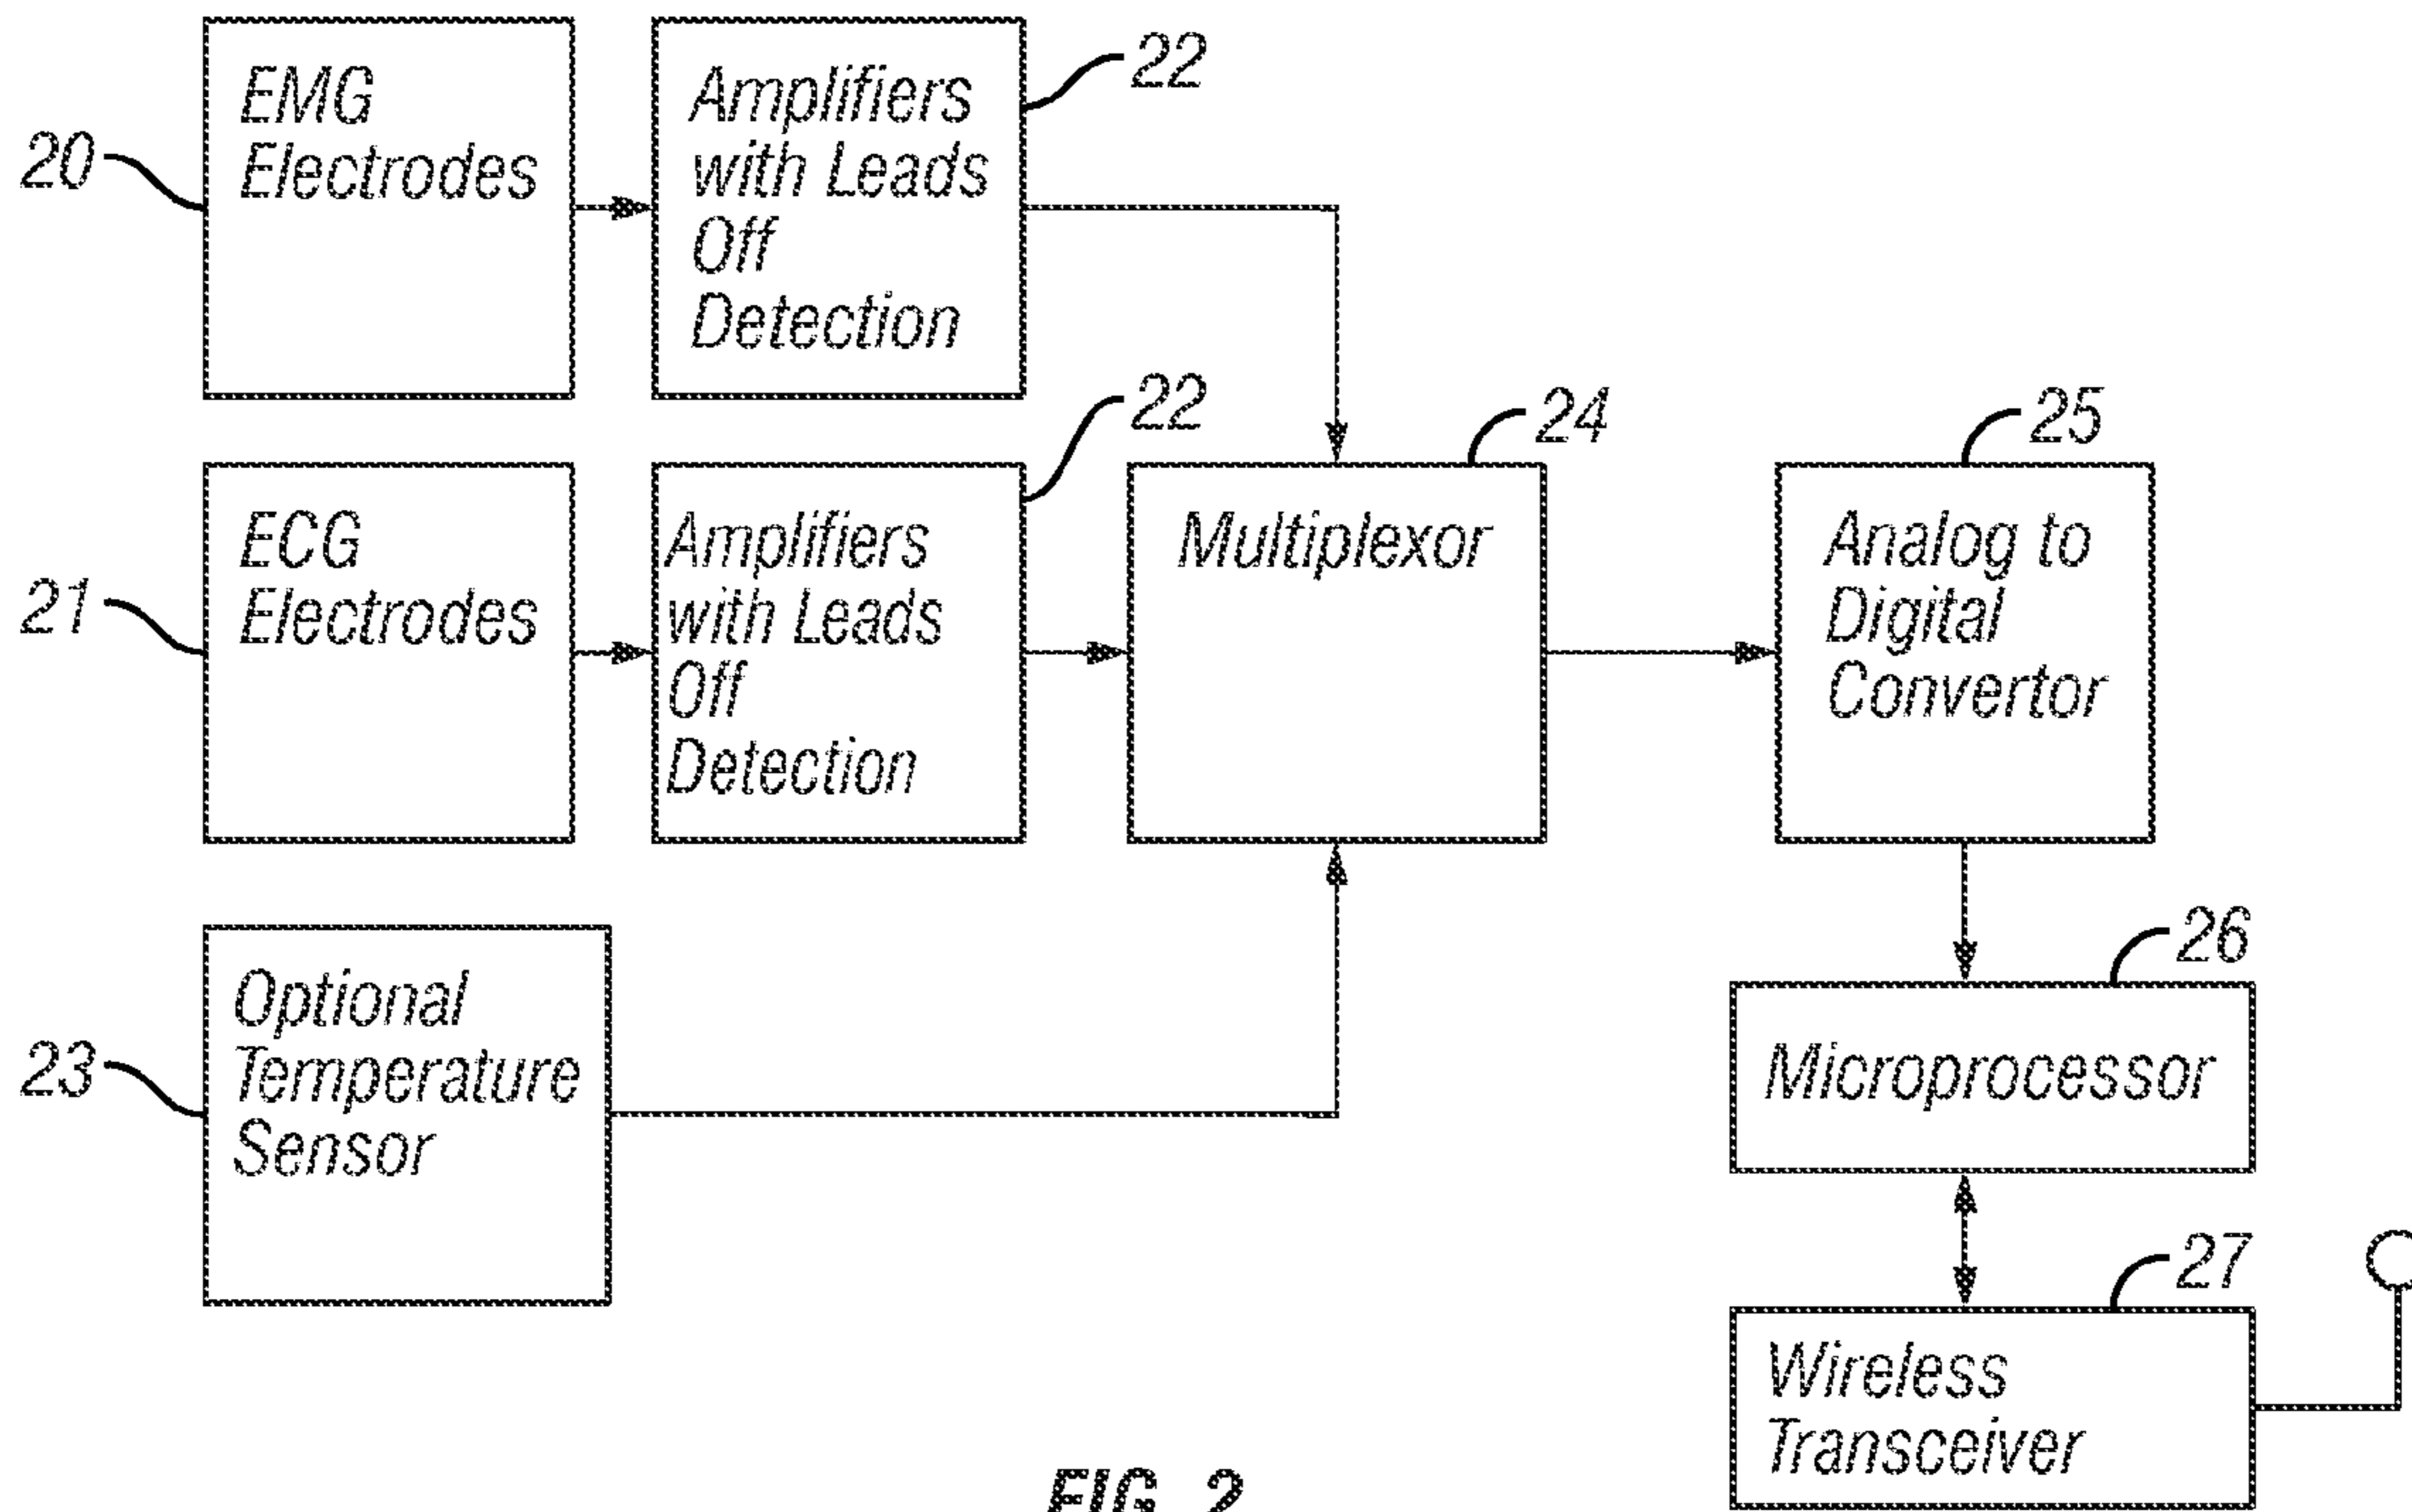 EMG
Electrodes
20
Amplifiers
with Leads
Off
Detection
22
ECG
Electrodes
21
Amplifiers
with Leads
Off
Detection
22
Multiplexor
24
Analog to
Digital
Convertor
25
Optional
Temperature
Sensor
23
Microprocessor
26
Wireless
Transceiver
27
FIG. 2